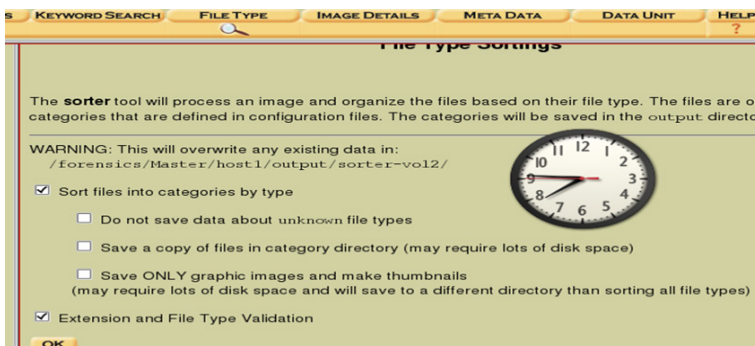 KEYWORD SEARCH FILE TYPE IMAGE DETAILS META DATA DATA UNIT HELP
?
File Type Sortings
The sorter tool will process an image and organize the files based on their file type. The files are
categories that are defined in configuration files. The categories will be saved in the output
WARNING: This will overwrite any existing data in:
/forensics/Master/host1/output/sorter-vol2/
Sort files into categories by type
Do not save data about unknown file types
Save a copy of files in category directory (may require lots of disk space)
Save ONLY graphic images and make thumbnails
(may require lots of disk space and will save to a different directory than sorting all file types)
Extension and File Type Validation
OK
11 12 1
10 2
9 3
8 4
7 6 5